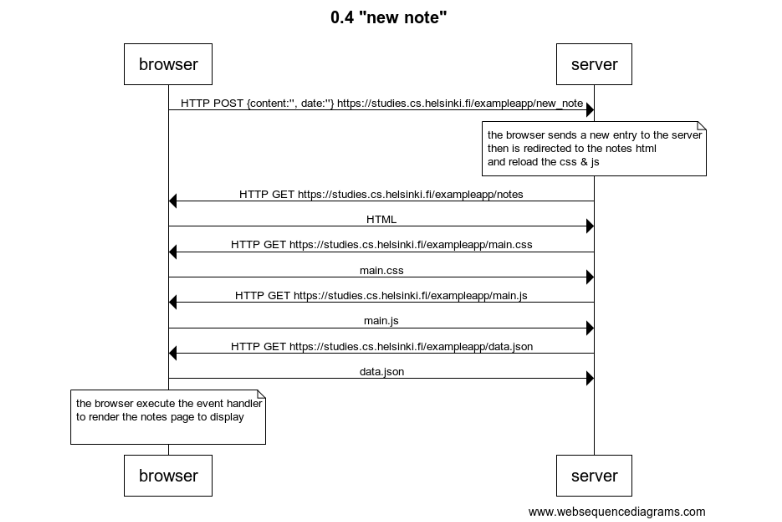 0.4 "new note"
browser
server
HTTP POST {content:'', date:''} https://studies.cs.helsinki.fi/exampleapp/new_note
the browser sends a new entry to the server
then is redirected to the notes html
and reload the css & js
HTTP GET https://studies.cs.helsinki.fi/exampleapp/notes
HTML
HTTP GET https://studies.cs.helsinki.fi/exampleapp/main.css
main.css
HTTP GET https://studies.cs.helsinki.fi/exampleapp/main.js
main.js
HTTP GET https://studies.cs.helsinki.fi/exampleapp/data.json
data.json
the browser execute the event handler
to render the notes page to display
browser
server
www.websequencediagrams.com